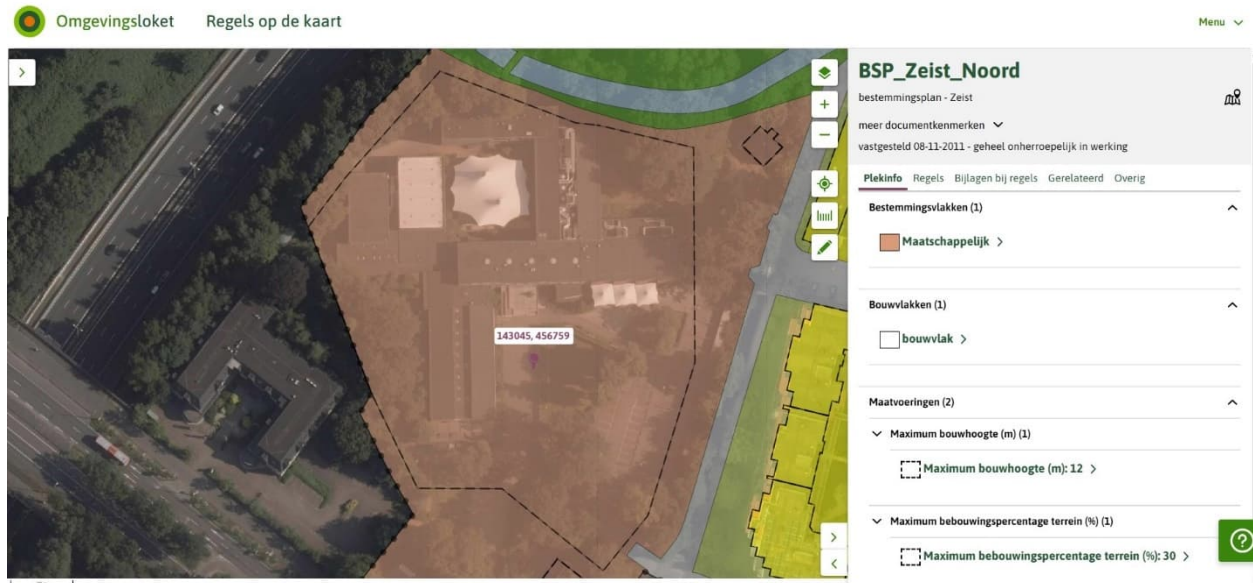 Omgevingsloket Regels op de kaart
Menu
143045, 456759
BSP_Zeist_Noord
bestemmingsplan - Zeist
meer documentkenmerken
vastgesteld 08-11-2011 - geheel onherroepelijk in werking
Plekinfo Regels Bijlagen bij regels Gerelateerd Overig
Bestemmingsvlakken (1)
Maatschappelijk
Bouwvlakken (1)
bouwvlak
Maatvoeringen (2)
Maximum bouwhoogte (m) (1)
Maximum bouwhoogte (m): 12
Maximum bebouwingspercentage terrein (%) (1)
Maximum bebouwingspercentage terrein (%): 30